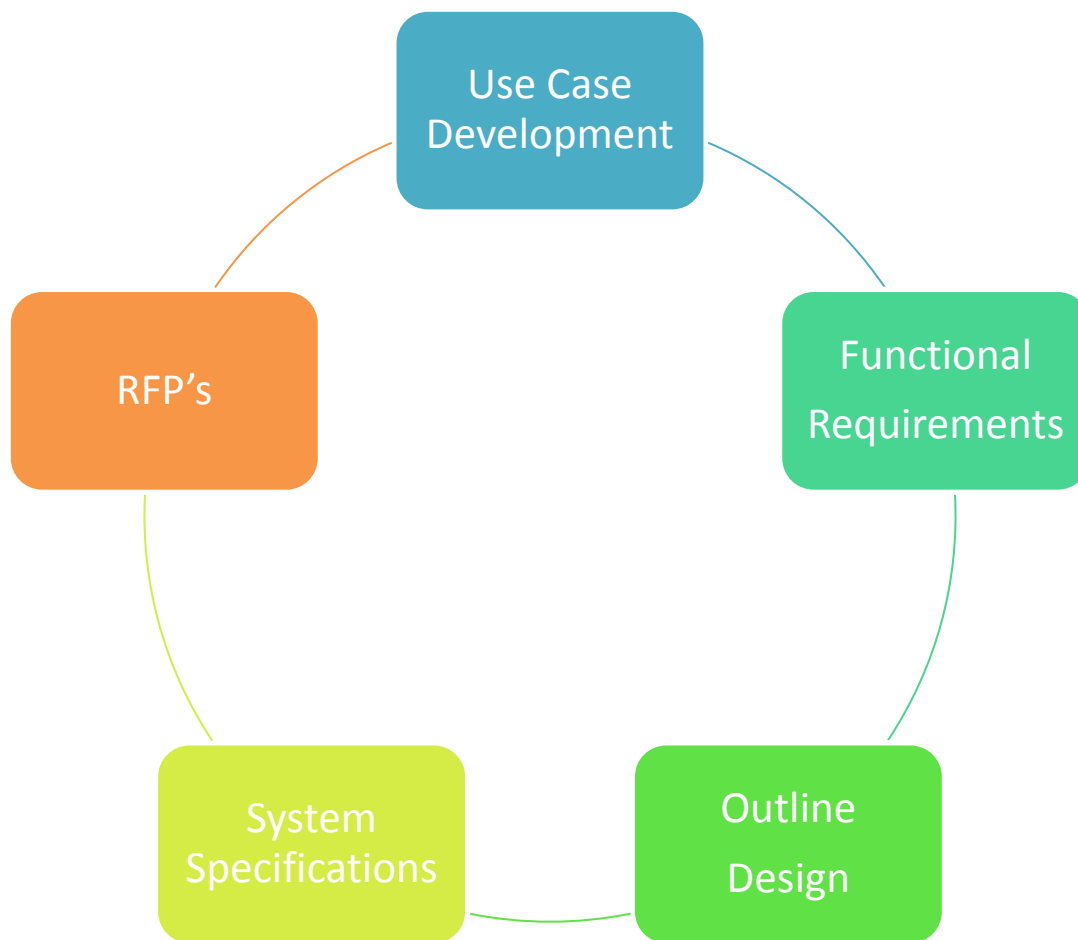 Use Case
Development
Functional
Requirements
Outline
Design
System
Specifications
RFP’s